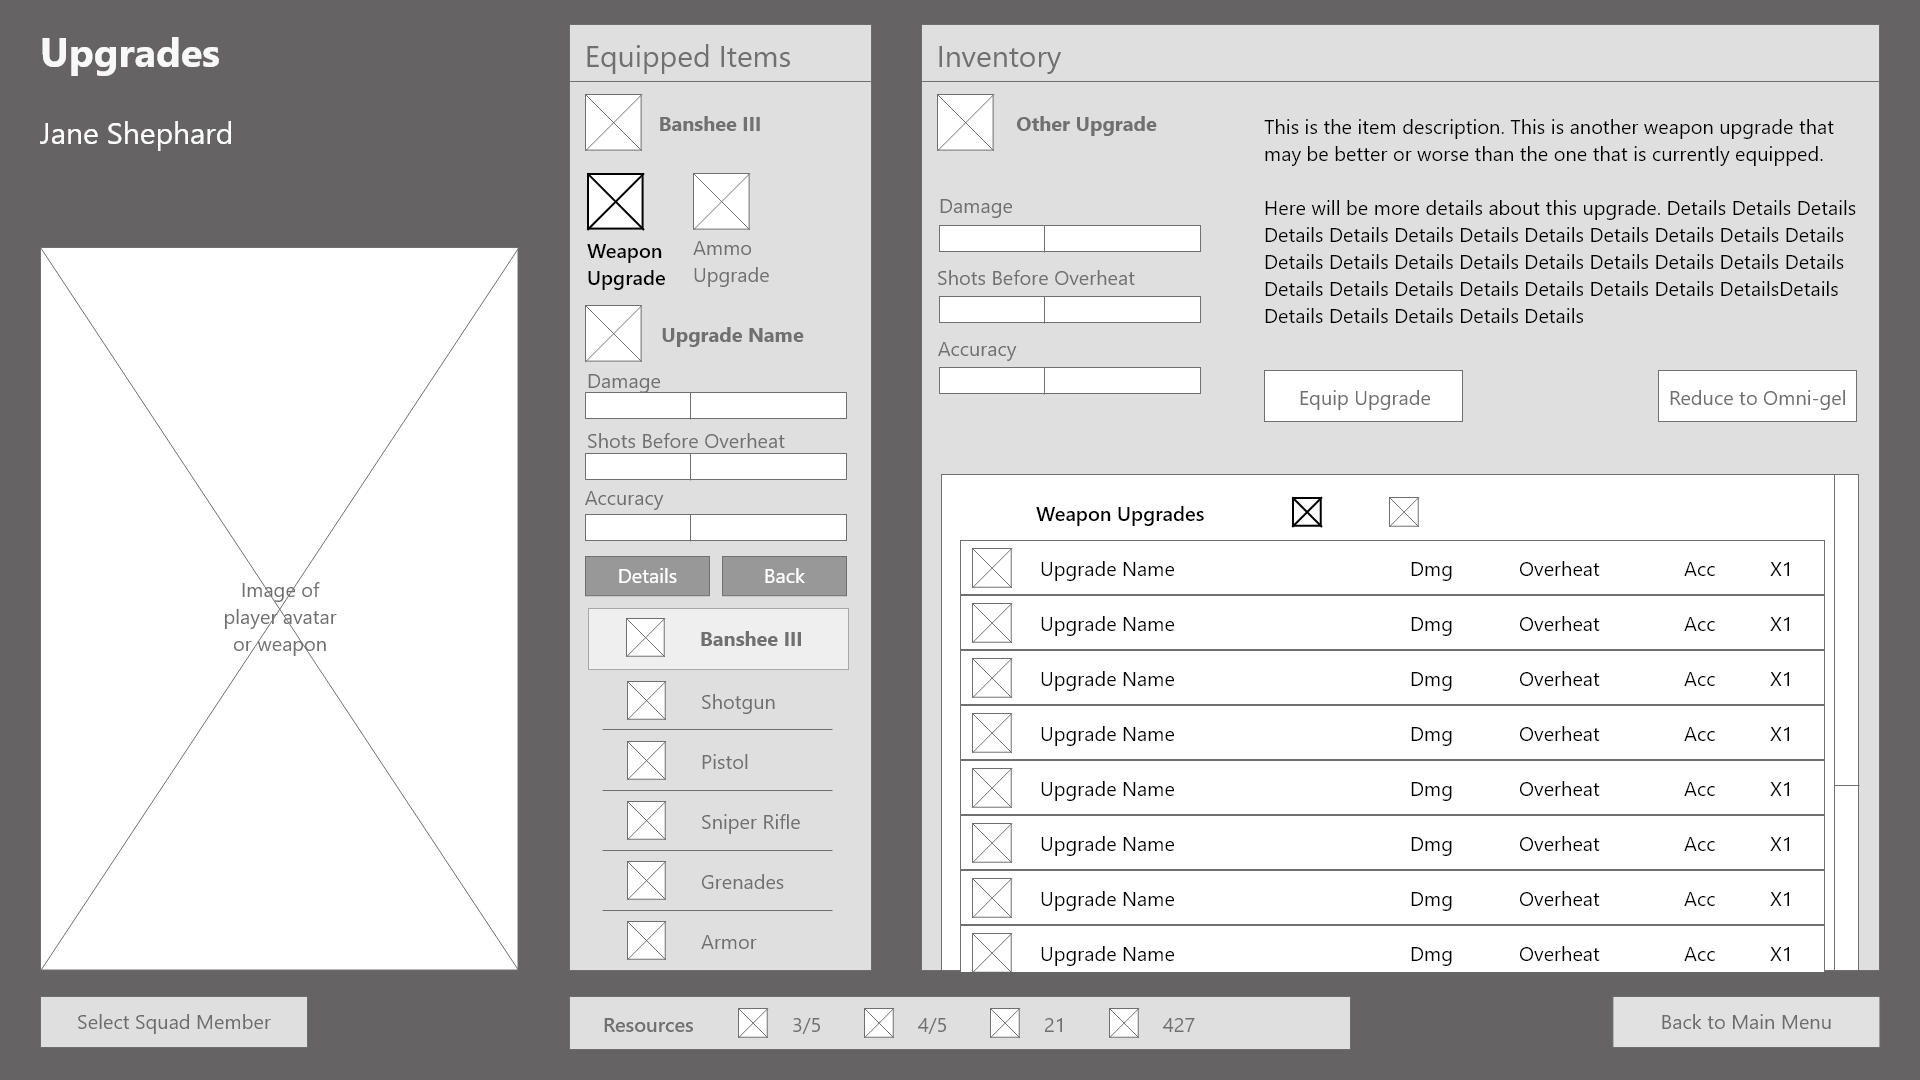 Upgrades
Jane Shephard
Image of
player avatar
or weapon
Select Squad Member
Equipped Items
Banshee III
Weapon
Upgrade
Ammo
Upgrade
Upgrade Name
Damage
Shots Before Overheat
Accuracy
Details Back
Banshee III
Shotgun
Pistol
Sniper Rifle
Grenades
Armor
Inventory
Other Upgrade
Damage
Shots Before Overheat
Accuracy
This is the item description. This is another weapon upgrade that
may be better or worse than the one that is currently equipped.
Here will be more details about this upgrade. Details Details Details
Details Details Details Details Details Details Details Details Details
Details Details Details Details Details Details Details Details Details
Details Details Details Details Details Details Details DetailsDetails
Details Details Details Details Details
Equip Upgrade Reduce to Omni-gel
Weapon Upgrades
Upgrade Name Dmg Overheat Acc X1
Upgrade Name Dmg Overheat Acc X1
Upgrade Name Dmg Overheat Acc X1
Upgrade Name Dmg Overheat Acc X1
Upgrade Name Dmg Overheat Acc X1
Upgrade Name Dmg Overheat Acc X1
Upgrade Name Dmg Overheat Acc X1
Upgrade Name Dmg Overheat Acc X1
Resources 3/5 4/5 21 427
Back to Main Menu